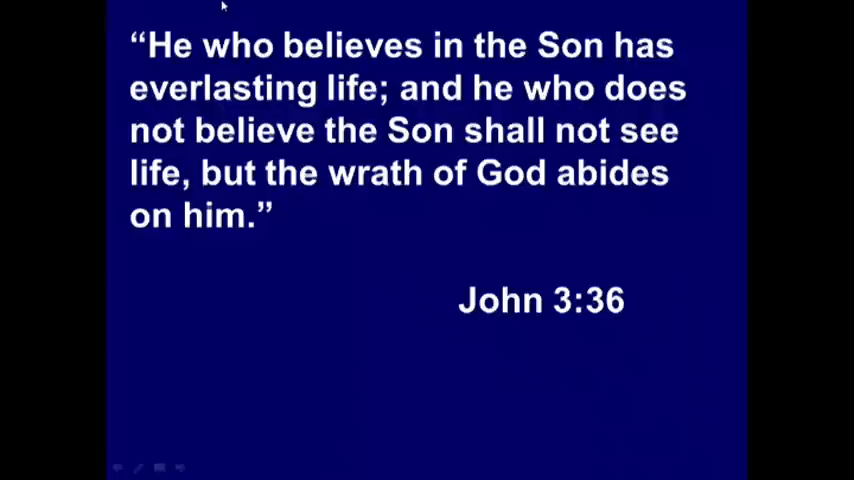 “He who believes in the Son has
everlasting life; and he who does
not believe the Son shall not see
life, but the wrath of God abides
on him.”
John 3:36